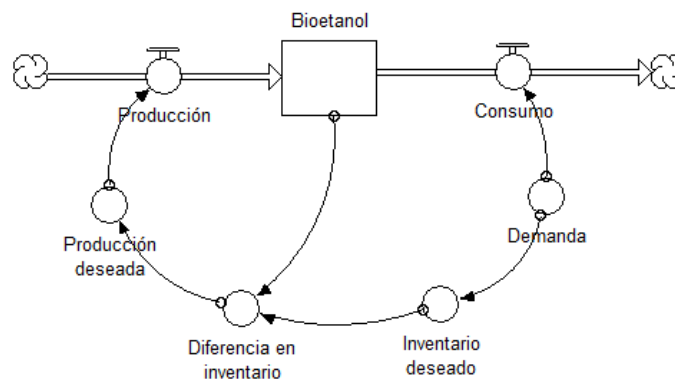 Bioetanol
Producción
Consumo
Producción
deseada
Demanda
Diferencia en
inventario
Inventario
deseado